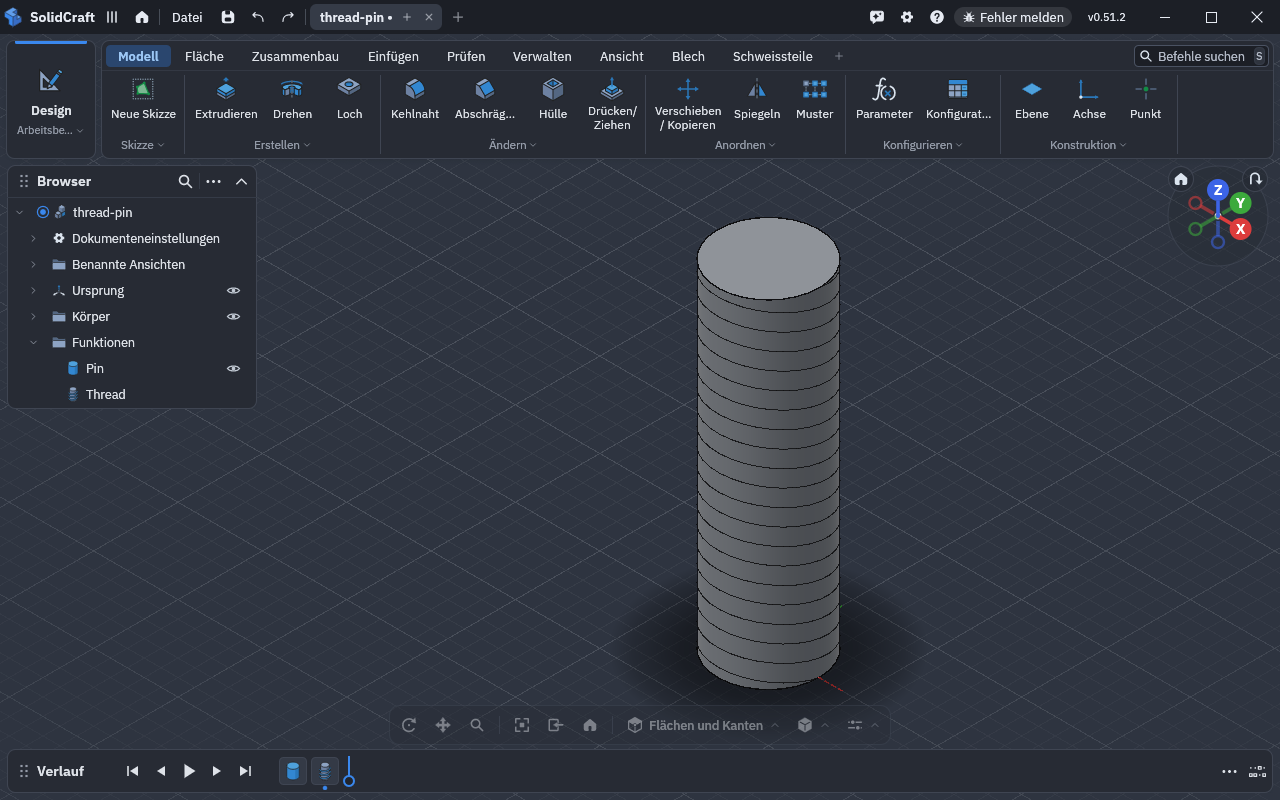 SolidCraft
Datei
thread-pin •
Fehler melden
v0.51.2
Design
Arbeitsbe...
Modell
Fläche
Zusammenbau
Einfügen
Prüfen
Verwalten
Ansicht
Blech
Schweissteile
Befehle suchen
S
Neue Skizze
Extrudieren
Drehen
Loch
Kehlnaht
Abschräg...
Hülle
Drücken/
Ziehen
Verschieben
/ Kopieren
Spiegeln
Muster
Parameter
Konfigurat...
Ebene
Achse
Punkt
Skizze
Erstellen
Ändern
Anordnen
Konfigurieren
Konstruktion
Browser
thread-pin
Dokumenteneinstellungen
Benannte Ansichten
Ursprung
Körper
Funktionen
Pin
Thread
Z
Y
X
Flächen und Kanten
Verlauf